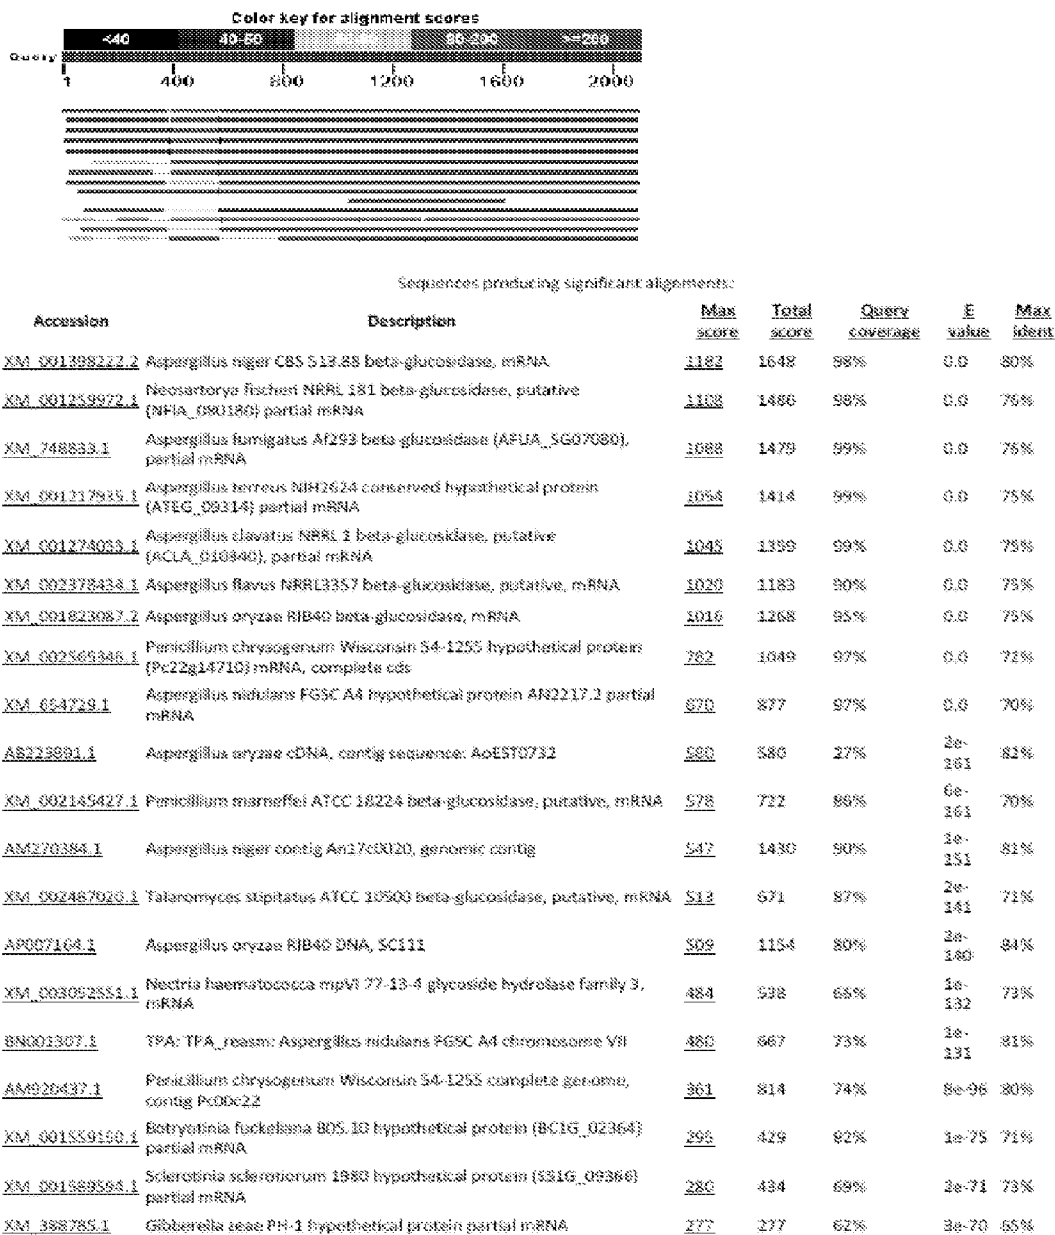 Color key for alignment scores
<40 40-50 80-200 >=200
Query
1 400 800 1200 1600 2000
Sequences producing significant alignments:
Accession Description Max score Total score Query coverage E value Max ident
XM_001398222.2 Aspergillus niger CBS 513.88 beta-glucosidase, mRNA 1182 1648 98% 0.0 80%
XM_001259972.1 Neosartorya fischeri NRRL 181 beta-glucosidase, putative
(NFIA_080180) partial mRNA 1108 1486 98% 0.0 76%
XM_748833.1 Aspergillus fumigatus Af293 beta-glucosidase (AFUA_5G07080),
partial mRNA 1088 1479 99% 0.0 76%
XM_001217935.1 Aspergillus terreus NIH2624 conserved hypothetical protein
(ATEG_09314) partial mRNA 1054 1414 99% 0.0 75%
XM_001274053.1 Aspergillus clavatus NRRL 1 beta-glucosidase, putative
(ACLA_010840), partial mRNA 1045 1359 99% 0.0 75%
XM_002378434.1 Aspergillus flavus NRRL3357 beta-glucosidase, putative, mRNA 1020 1183 90% 0.0 75%
XM_001823087.2 Aspergillus oryzae RIB40 beta-glucosidase, mRNA 1016 1268 95% 0.0 75%
Penicillium chrysogenum Wisconsin 54-1255 hypothetical protein
(Pc22g14710) mRNA, complete cds 782 1049 97% 0.0 72%
XM_654729.1 Aspergillus nidulans FGSC A4 hypothetical protein AN2217.2 partial
mRNA 670 877 97% 0.0 70%
AB223891.1 Aspergillus oryzae cDNA, contig sequence: AoEST0732 580 580 27% 2e-161 82%
XM_002145427.1 Penicillium marneffei ATCC 18224 beta-glucosidase, putative, mRNA 578 722 86% 6e-161 70%
AM270384.1 Aspergillus niger contig An17c0020, genomic contig 547 1430 90% 1e-151 81%
XM_002487020.1 Talaromyces stipitatus ATCC 10500 beta-glucosidase, putative, mRNA 513 671 87% 2e-141 71%
AP007164.1 Aspergillus oryzae RIB40 DNA, SC111 509 1154 80% 2e-140 84%
XM_003052551.1 Nectria haematococca mpVI 77-13-4 glycoside hydrolase family 3,
mRNA 484 538 66% 1e-132 73%
BN001307.1 TPA: TPA_reasm: Aspergillus nidulans FGSC A4 chromosome VII 480 667 73% 1e-131 81%
AM920437.1 Penicillium chrysogenum Wisconsin 54-1255 complete genome,
contig Pc00c22 361 814 74% 8e-96 80%
XM_001559150.1 Botryotinia fuckeliana B05.10 hypothetical protein (BC1G_02364)
partial mRNA 295 429 82% 1e-75 71%
XM_001589594.1 Sclerotinia sclerotiorum 1980 hypothetical protein (SS1G_09366)
partial mRNA 280 434 69% 2e-71 73%
XM_388785.1 Gibberella zeae PH-1 hypothetical protein partial mRNA 277 277 62% 3e-70 65%